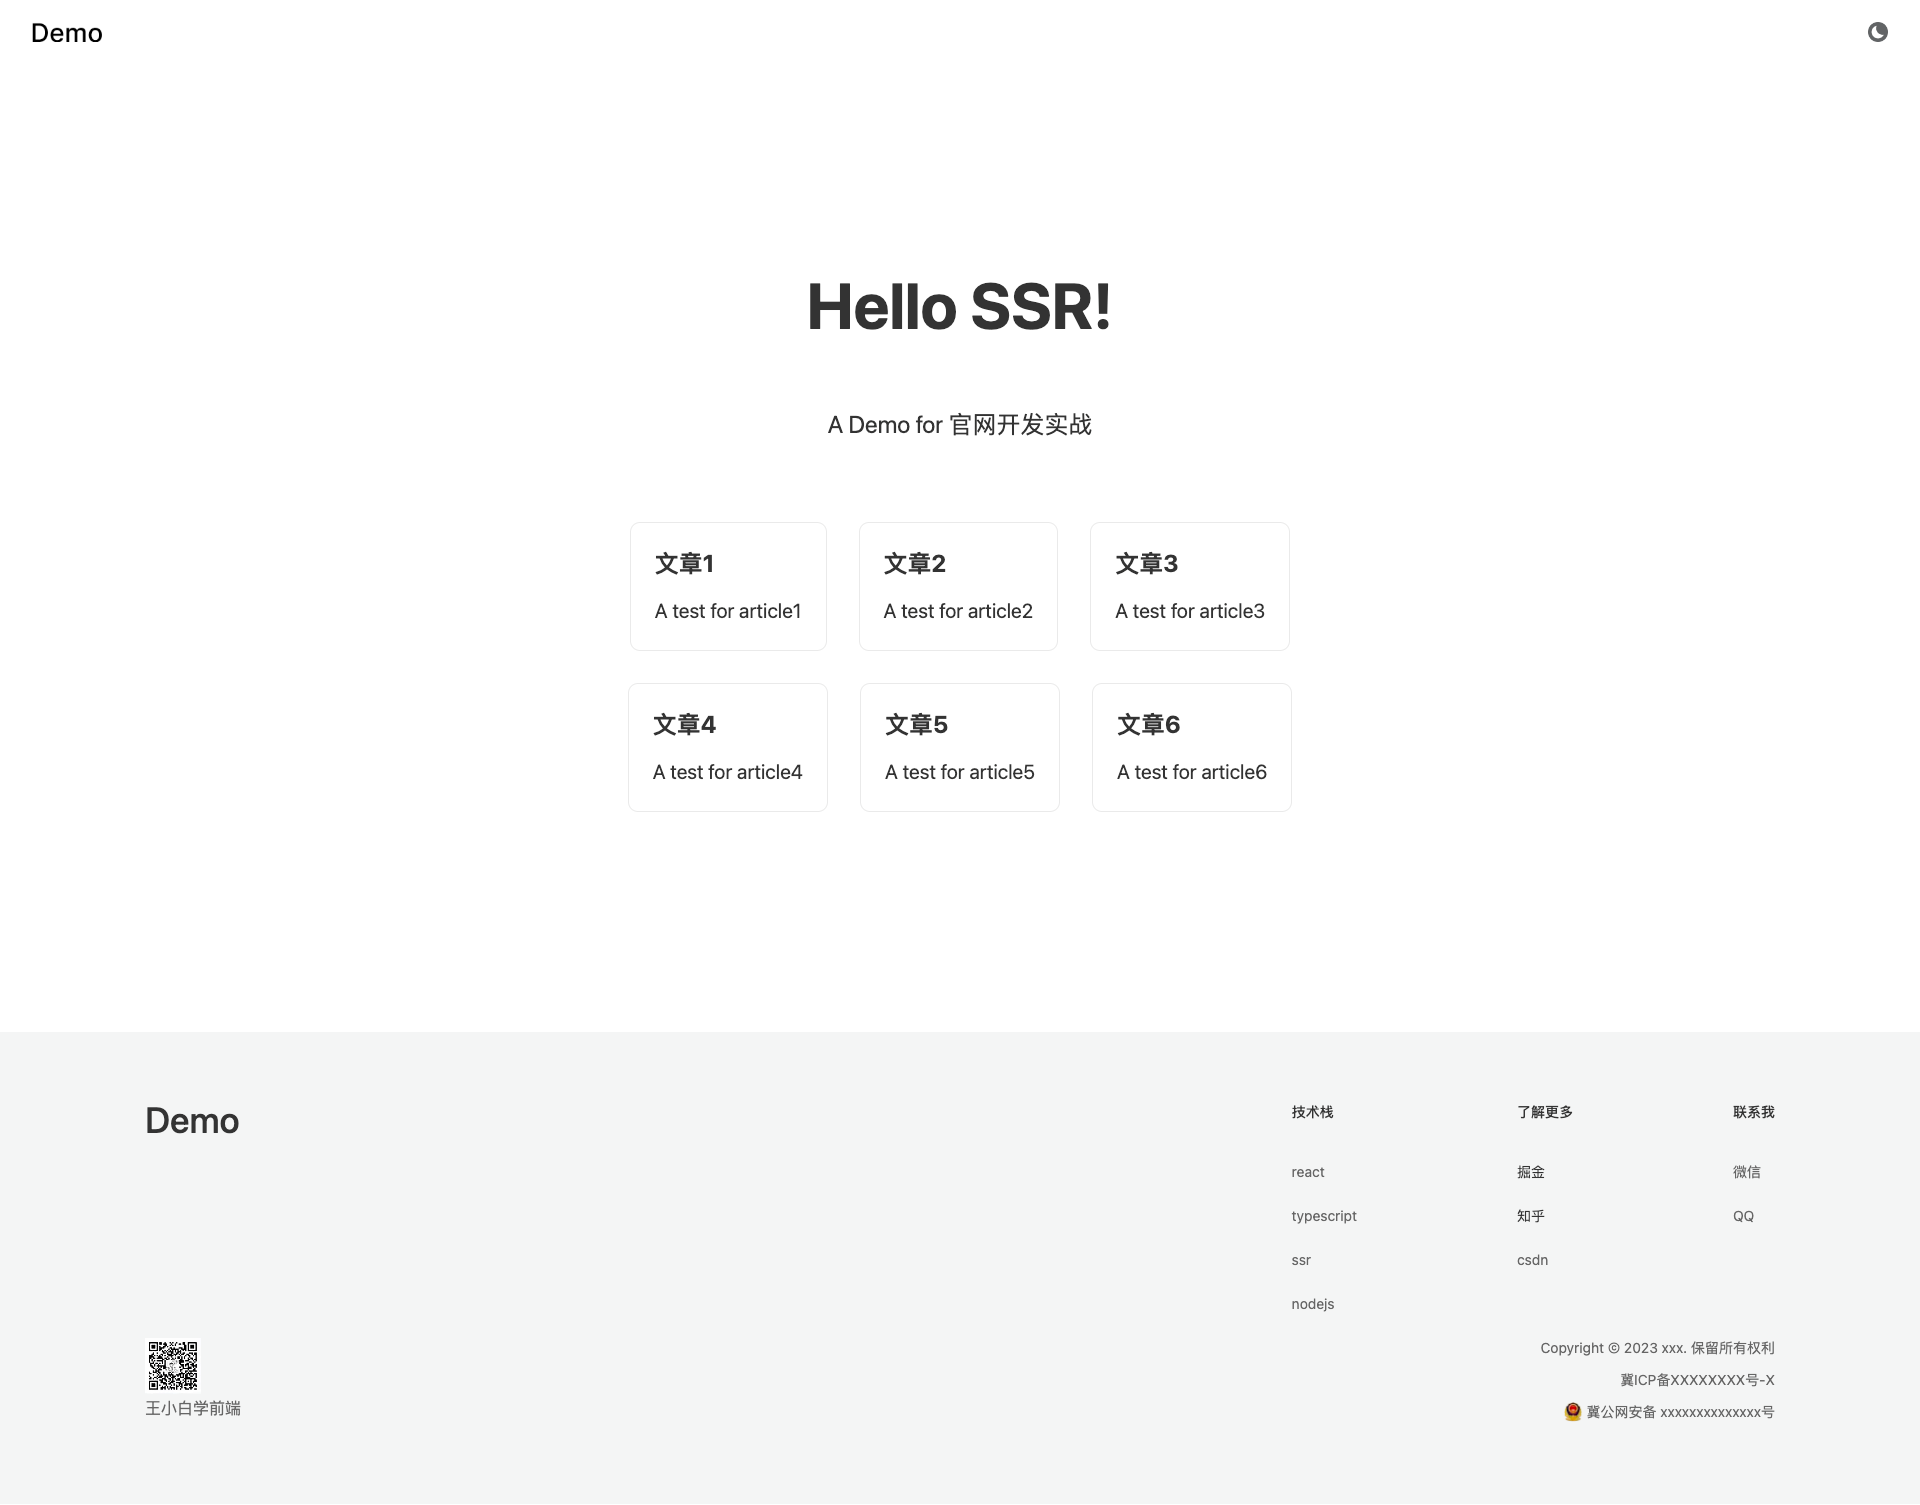 Demo
Hello SSR!
A Demo for 官网开发实战
文章1
A test for article1
文章2
A test for article2
文章3
A test for article3
文章4
A test for article4
文章5
A test for article5
文章6
A test for article6
Demo
技术栈
react
typescript
ssr
nodejs
了解更多
掘金
知乎
csdn
联系我
微信
QQ
王小白学前端
Copyright © 2023 xxx. 保留所有权利
冀ICP备XXXXXXXX号-X
冀公网安备 xxxxxxxxxxxxxx号